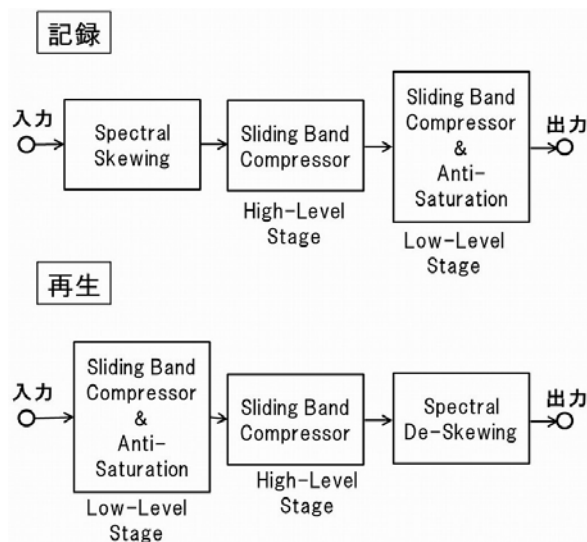 記録
入力
Spectral
Skewing
Sliding Band
Compressor
High-Level
Stage
Sliding Band
Compressor
&
Anti-
Saturation
Low-Level
Stage
出力
再生
入力
Sliding Band
Compressor
&
Anti-
Saturation
Low-Level
Stage
Sliding Band
Compressor
High-Level
Stage
Spectral
De-Skewing
出力